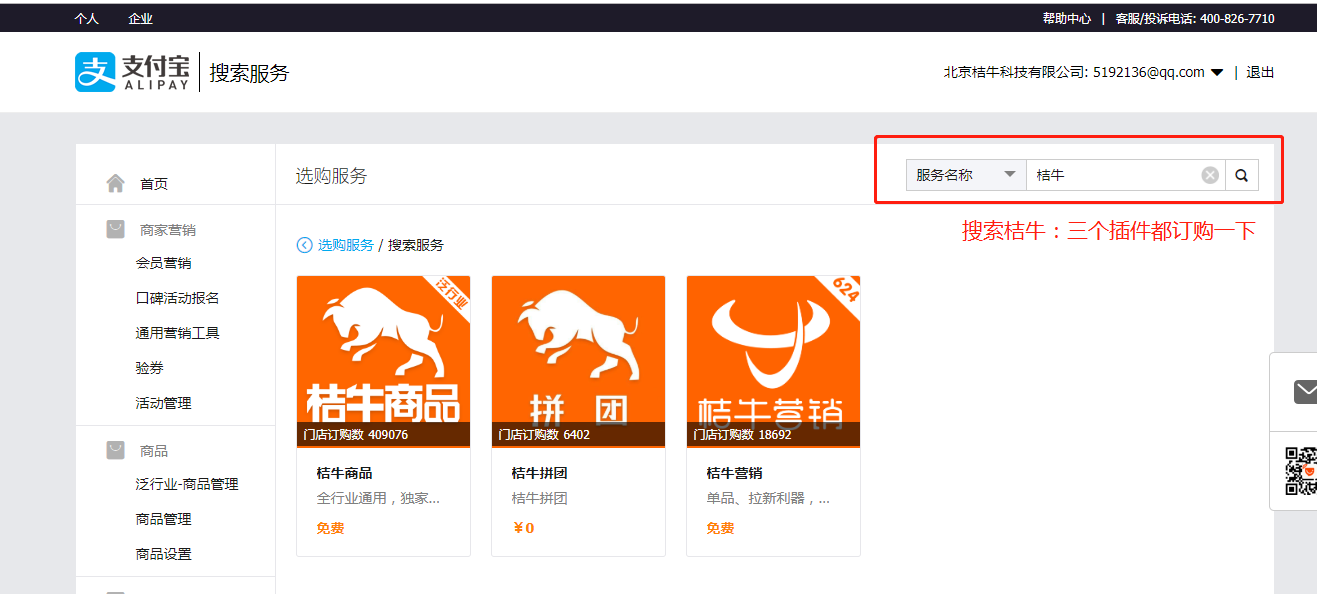 个人 企业 帮助中心 | 客服/投诉电话: 400-826-7710
支付宝 ALIPAY 搜索服务 北京桔牛科技有限公司: 5192136@qq.com | 退出
首页
商家营销
会员营销
口碑活动报名
通用营销工具
验券
活动管理
商品
泛行业-商品管理
商品管理
商品设置
选购服务 服务名称 桔牛
搜索桔牛：三个插件都订购一下
选购服务 / 搜索服务
泛行业
桔牛商品
门店订购数 409076
桔牛商品
全行业通用，独家...
免费
拼 团
门店订购数 6402
桔牛拼团
桔牛拼团
¥0
624
桔牛营销
门店订购数 18692
桔牛营销
单品、拉新利器，...
免费